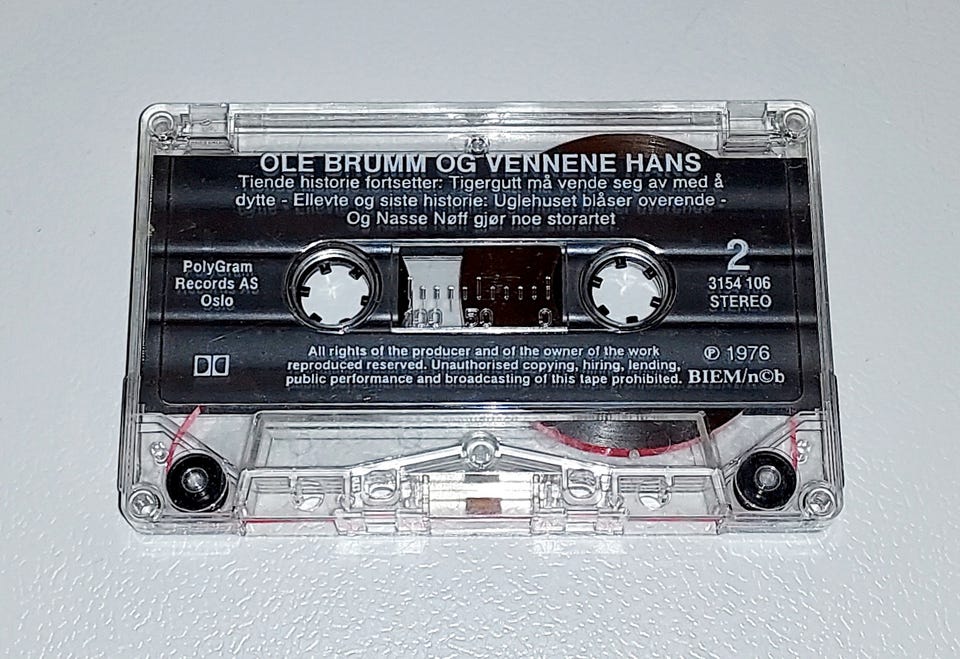 OLE BRUMM OG VENNENE HANS
Tiende historie fortsetter: Tigergutt må vende seg av med å
dytte - Ellevte og siste historie: Uglehuset blåser overende -
Og Nasse Nøff gjør noe storartet
PolyGram
Records AS
Oslo
2
3154 106
STEREO
All rights of the producer and of the owner of the work
reproduced reserved. Unauthorised copying, hiring, lending,
public performance and broadcasting of this tape prohibited.
℗ 1976
BIEM/n©b